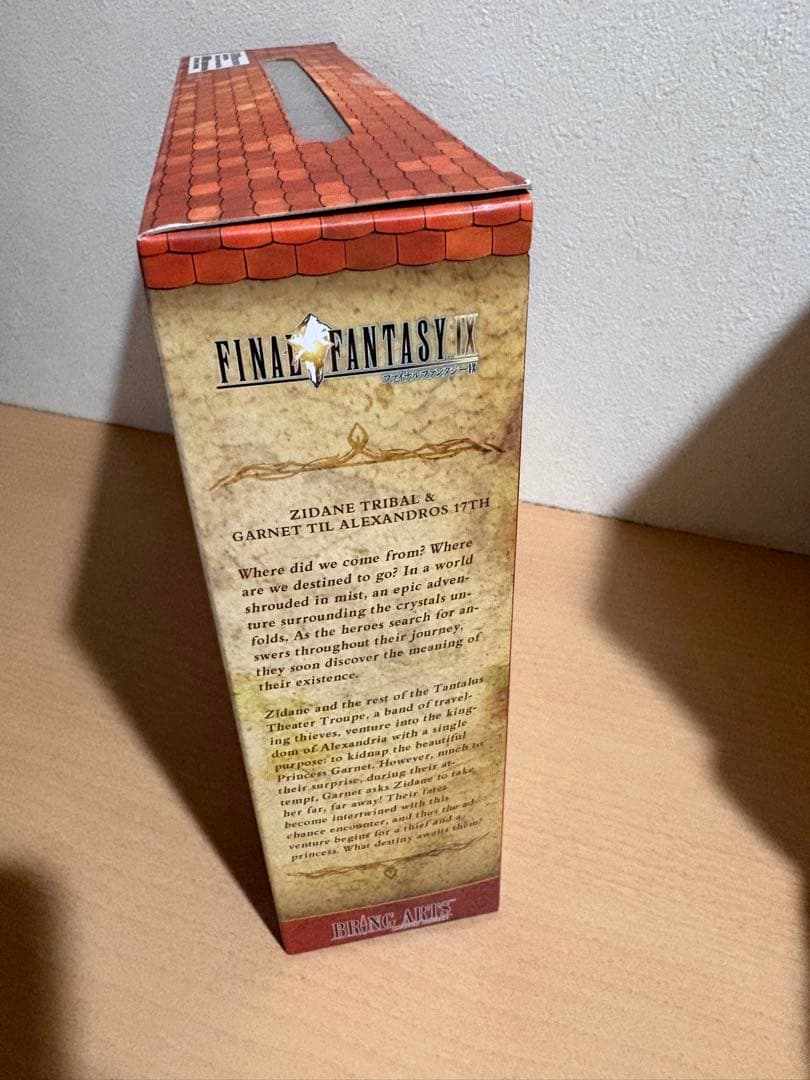 FINAL FANTASY IX
ファイナルファンタジーIX
ZIDANE TRIBAL &
GARNET TIL ALEXANDROS 17TH
Where did we come from? Where
are we destined to go? In a world
shrouded in mist, an epic adven-
ture surrounding the crystals un-
folds. As the heroes search for an-
swers throughout their journey,
they soon discover the meaning of
their existence.
Zidane and the rest of the Tantalus
Theater Troupe, a band of travel-
ing thieves, venture into the king-
dom of Alexandria with a single
purpose: to kidnap the beautiful
Princess Garnet. However, much to
their surprise, during their at-
tempt, Garnet asks Zidane to take
her far, far away! Their fates
become intertwined with this
chance encounter, and thus the ad-
venture begins for a thief and a
princess. What destiny awaits them?
BRING ARTS